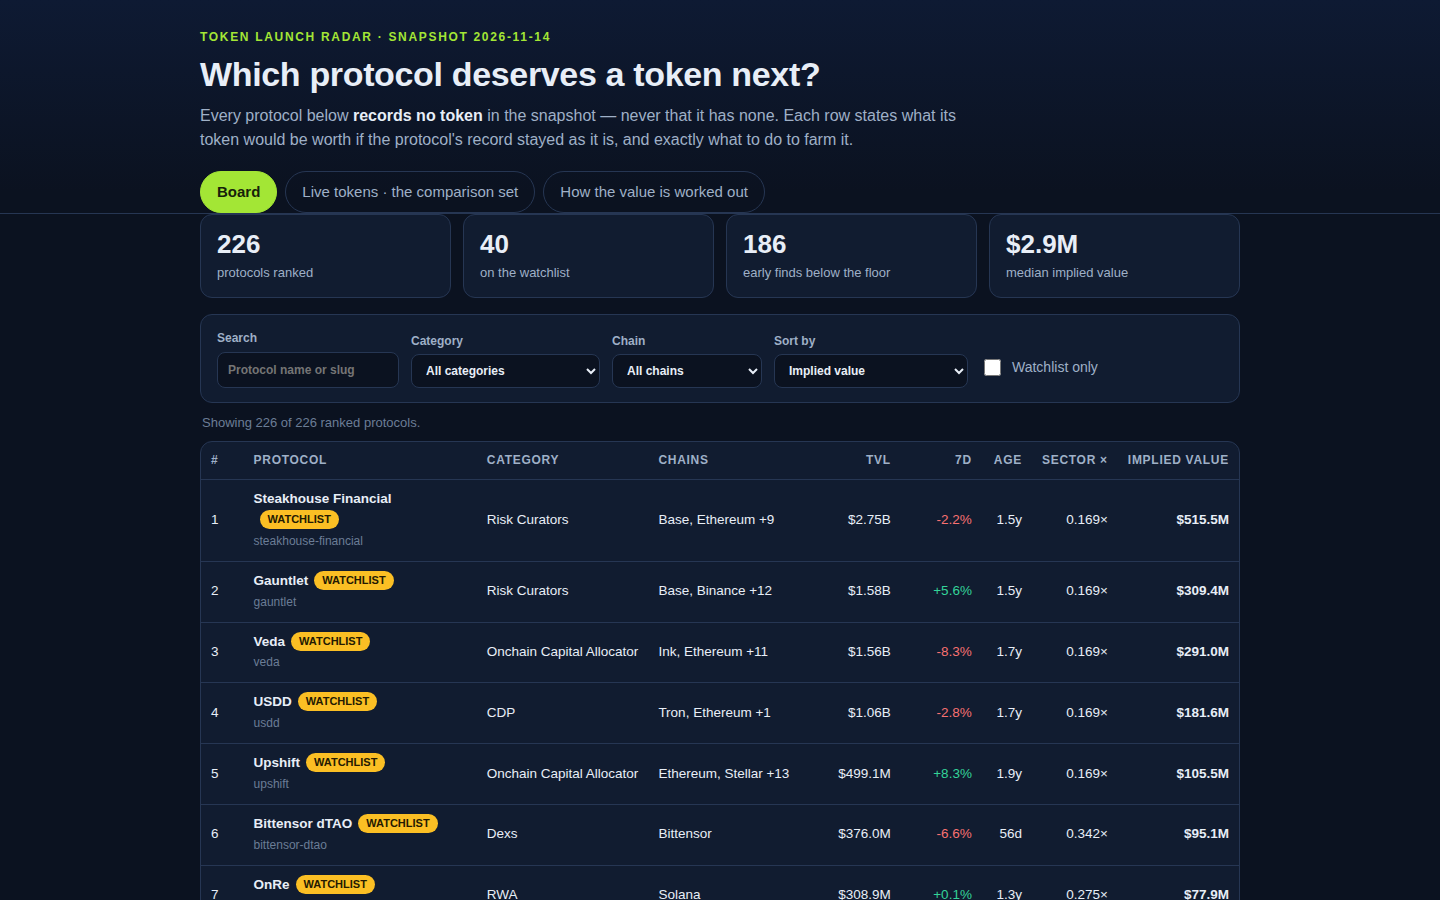 TOKEN LAUNCH RADAR · SNAPSHOT 2026-11-14
Which protocol deserves a token next?
Every protocol below records no token in the snapshot — never that it has none. Each row states what its
token would be worth if the protocol's record stayed as it is, and exactly what to do to farm it.
Board
Live tokens · the comparison set
How the value is worked out
226
protocols ranked
40
on the watchlist
186
early finds below the floor
$2.9M
median implied value
Search
Category
Chain
Sort by
Protocol name or slug
All categories
All chains
Implied value
Watchlist only
Showing 226 of 226 ranked protocols.
# PROTOCOL CATEGORY CHAINS TVL 7D AGE SECTOR × IMPLIED VALUE
Steakhouse Financial
WATCHLIST
1 Risk Curators Base, Ethereum +9 $2.75B -2.2% 1.5y 0.169× $515.5M
steakhouse-financial
Gauntlet WATCHLIST
2 Risk Curators Base, Binance +12 $1.58B +5.6% 1.5y 0.169× $309.4M
gauntlet
Veda WATCHLIST
3 Onchain Capital Allocator Ink, Ethereum +11 $1.56B -8.3% 1.7y 0.169× $291.0M
veda
USDD WATCHLIST
4 CDP Tron, Ethereum +1 $1.06B -2.8% 1.7y 0.169× $181.6M
usdd
Upshift WATCHLIST
5 Onchain Capital Allocator Ethereum, Stellar +13 $499.1M +8.3% 1.9y 0.169× $105.5M
upshift
Bittensor dTAO WATCHLIST
6 Dexs Bittensor $376.0M -6.6% 56d 0.342× $95.1M
bittensor-dtao
OnRe WATCHLIST
7 RWA Solana $308.9M +0.1% 1.3y 0.275× $77.9M